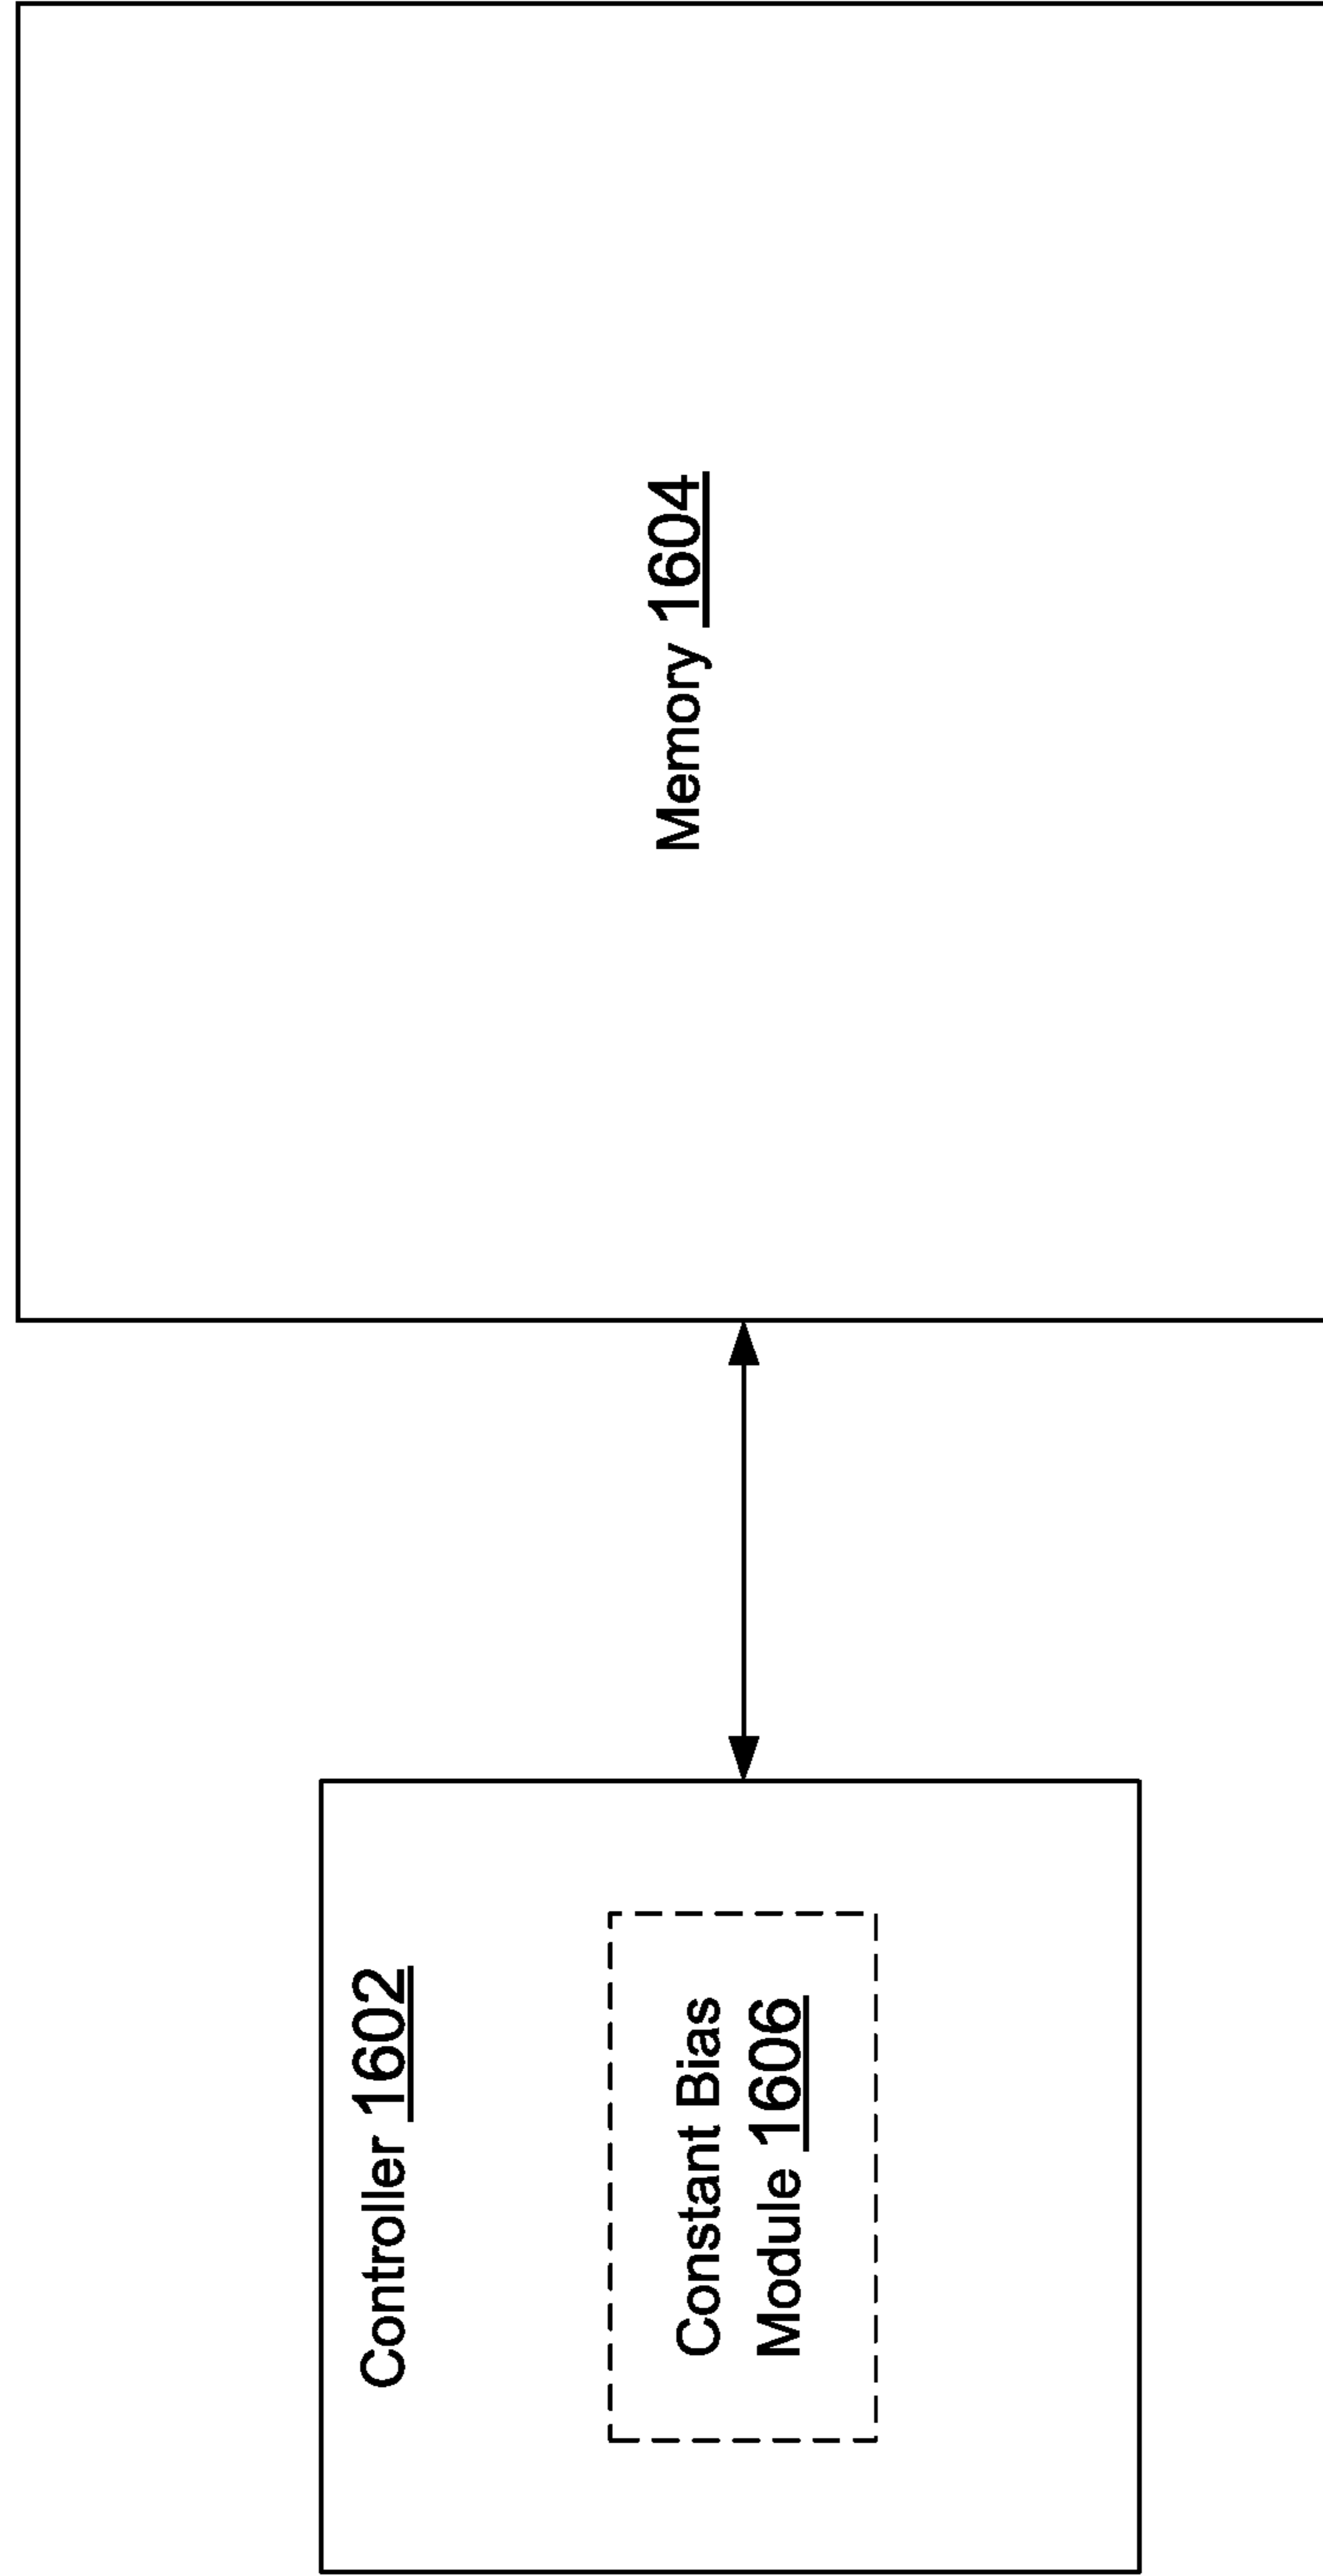 Controller 1602
Constant Bias
Module 1606
Memory 1604